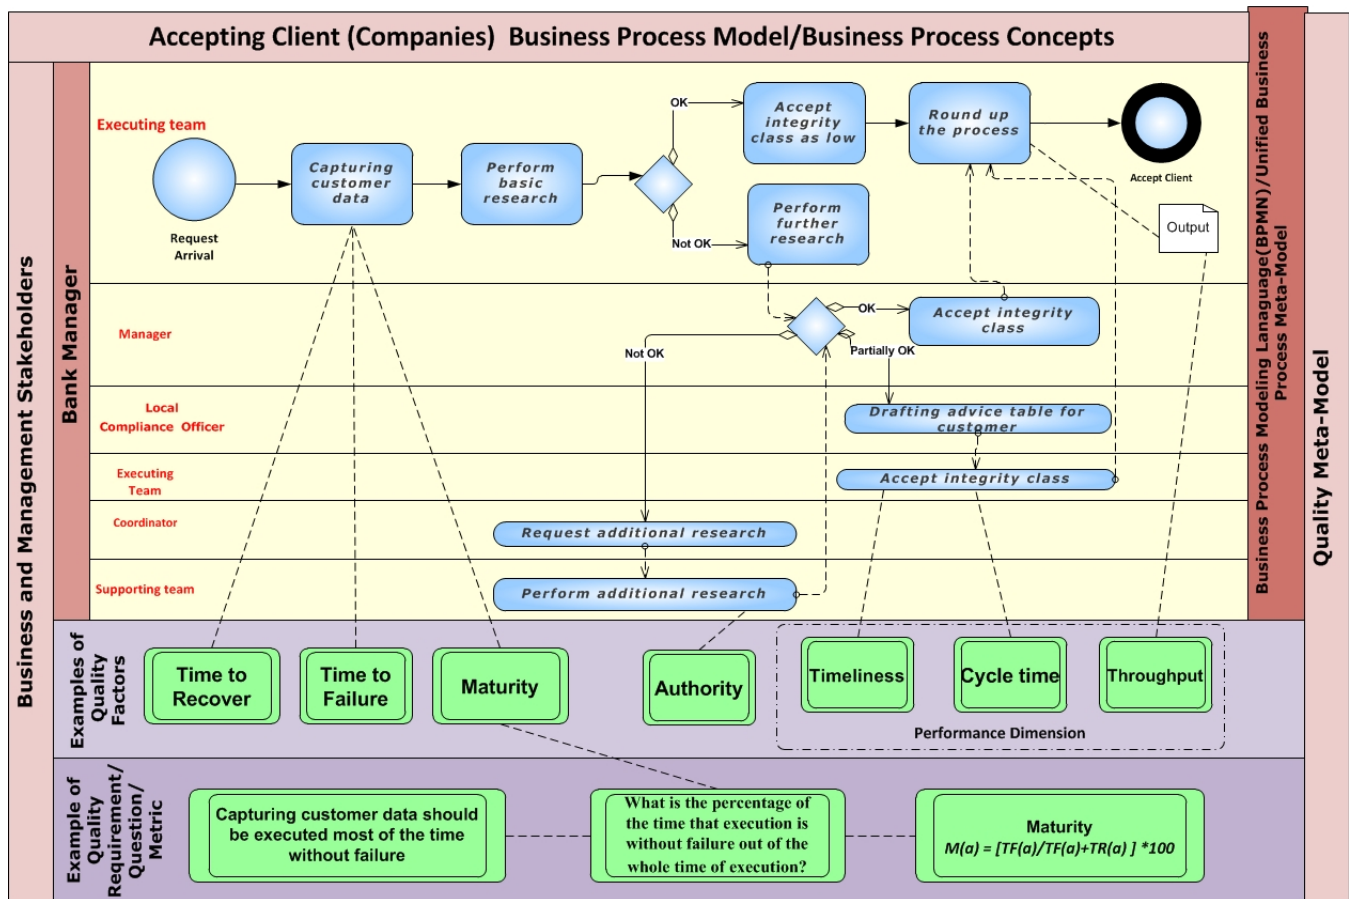 Accepting Client (Companies)  Business Process Model/Business Process Concepts
Business and Management Stakeholders
Bank Manager
Executing team
Request
Arrival
Capturing
customer
data
Perform
basic
research
OK
Not OK
Accept
integrity
class as low
Perform
further
research
Round up
the process
Accept Client
Output
Manager
OK
Not OK
Partially OK
Accept integrity
class
Local
Compliance  Officer
Drafting advice table for
customer
Executing
Team
Accept integrity class
Coordinator
Request additional research
Supporting team
Perform additional research
Business Process Modeling Lanaguage(BPMN)/Unified Business
Process Meta-Model
Quality Meta-Model
Examples of
Quality
Factors
Time to
Recover
Time to
Failure
Maturity
Authority
Timeliness
Cycle time
Throughput
Performance Dimension
Example of
Quality
Requirement/
Question/
Metric
Capturing customer data should
be executed most of the time
without failure
What is the percentage of
the time that execution is
without failure out of the
whole time of execution?
Maturity
M(a) = [TF(a)/TF(a)+TR(a) ] *100